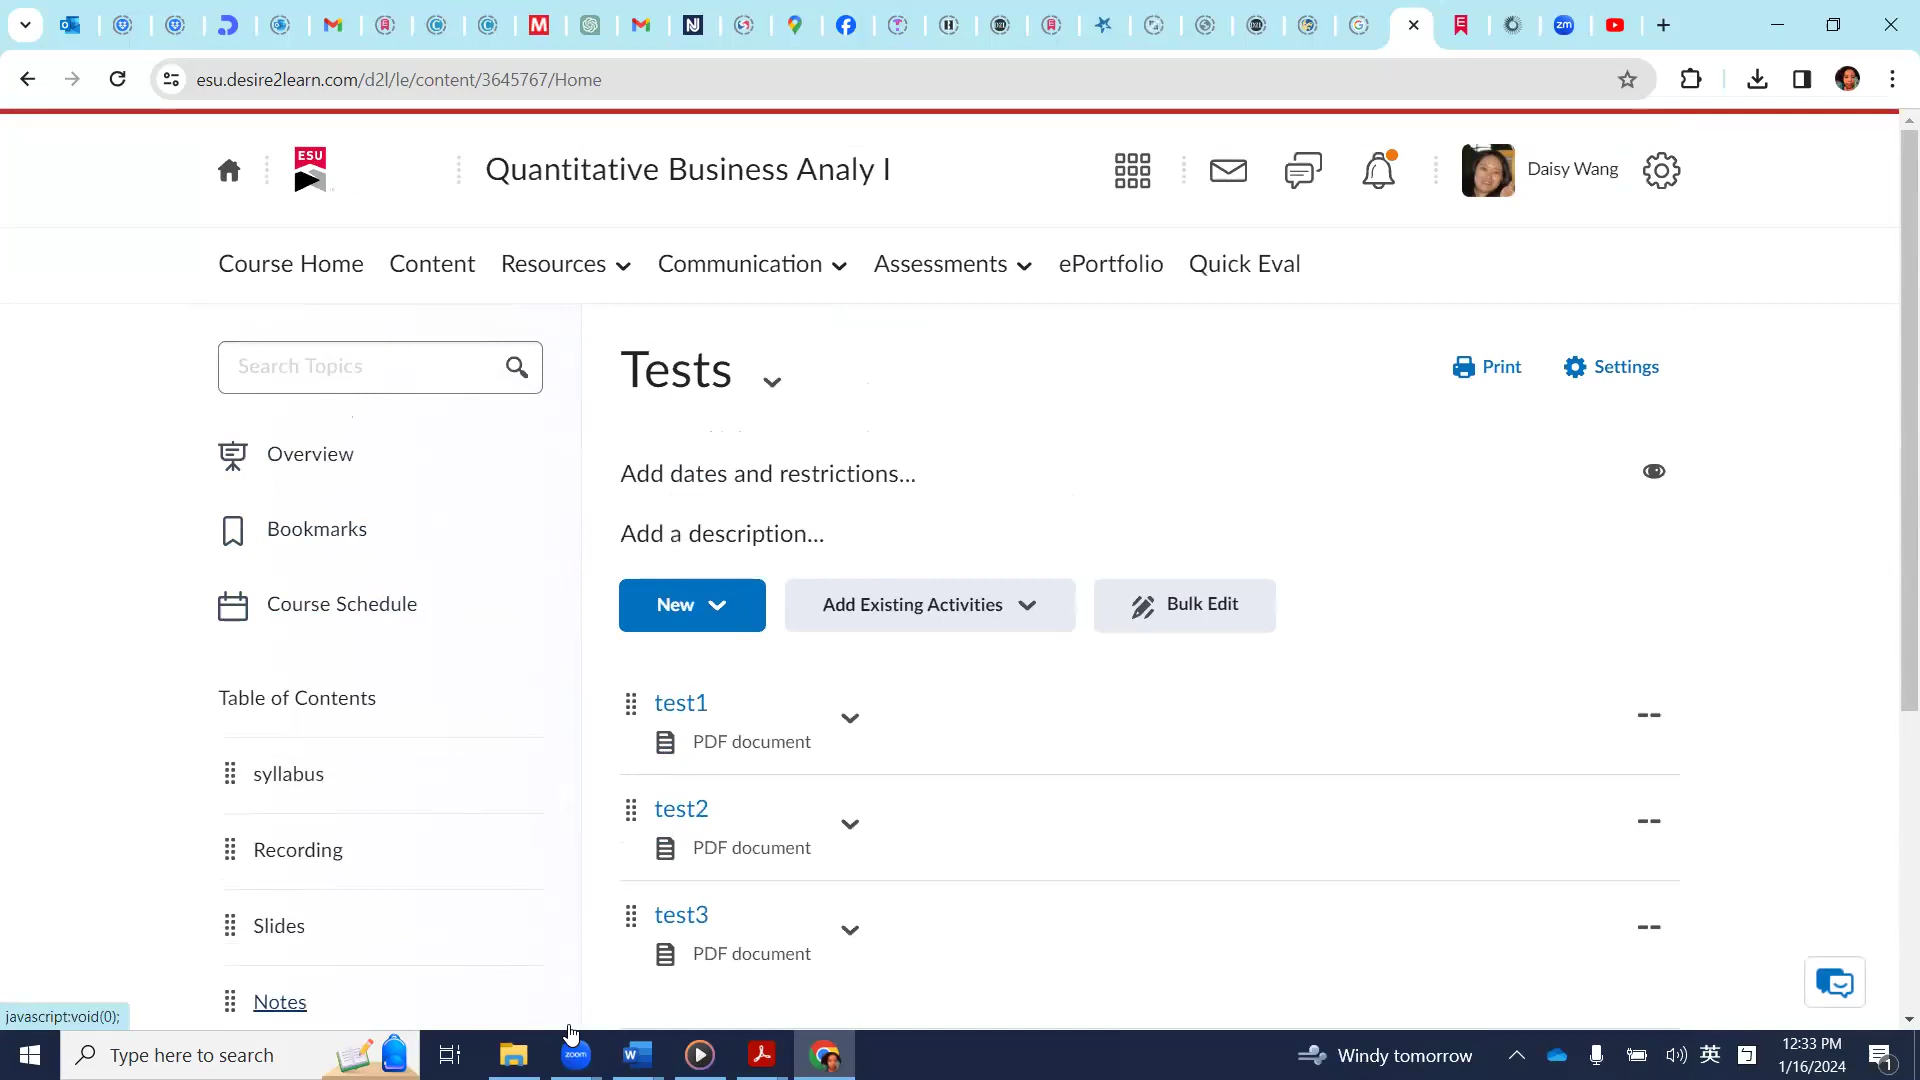 esu.desire2learn.com/d2l/le/content/3645767/Home
ESU
Quantitative Business Analy I
Daisy Wang
Course Home
Content
Resources
Communication
Assessments
ePortfolio
Quick Eval
Search Topics
Overview
Bookmarks
Course Schedule
Table of Contents
syllabus
Recording
Slides
Notes
Tests
Print
Settings
Add dates and restrictions...
Add a description...
New
Add Existing Activities
Bulk Edit
test1
PDF document
--
test2
PDF document
--
test3
PDF document
--
javascript:void(0);
Type here to search
zoom
Windy tomorrow
英
12:33 PM
1/16/2024
1